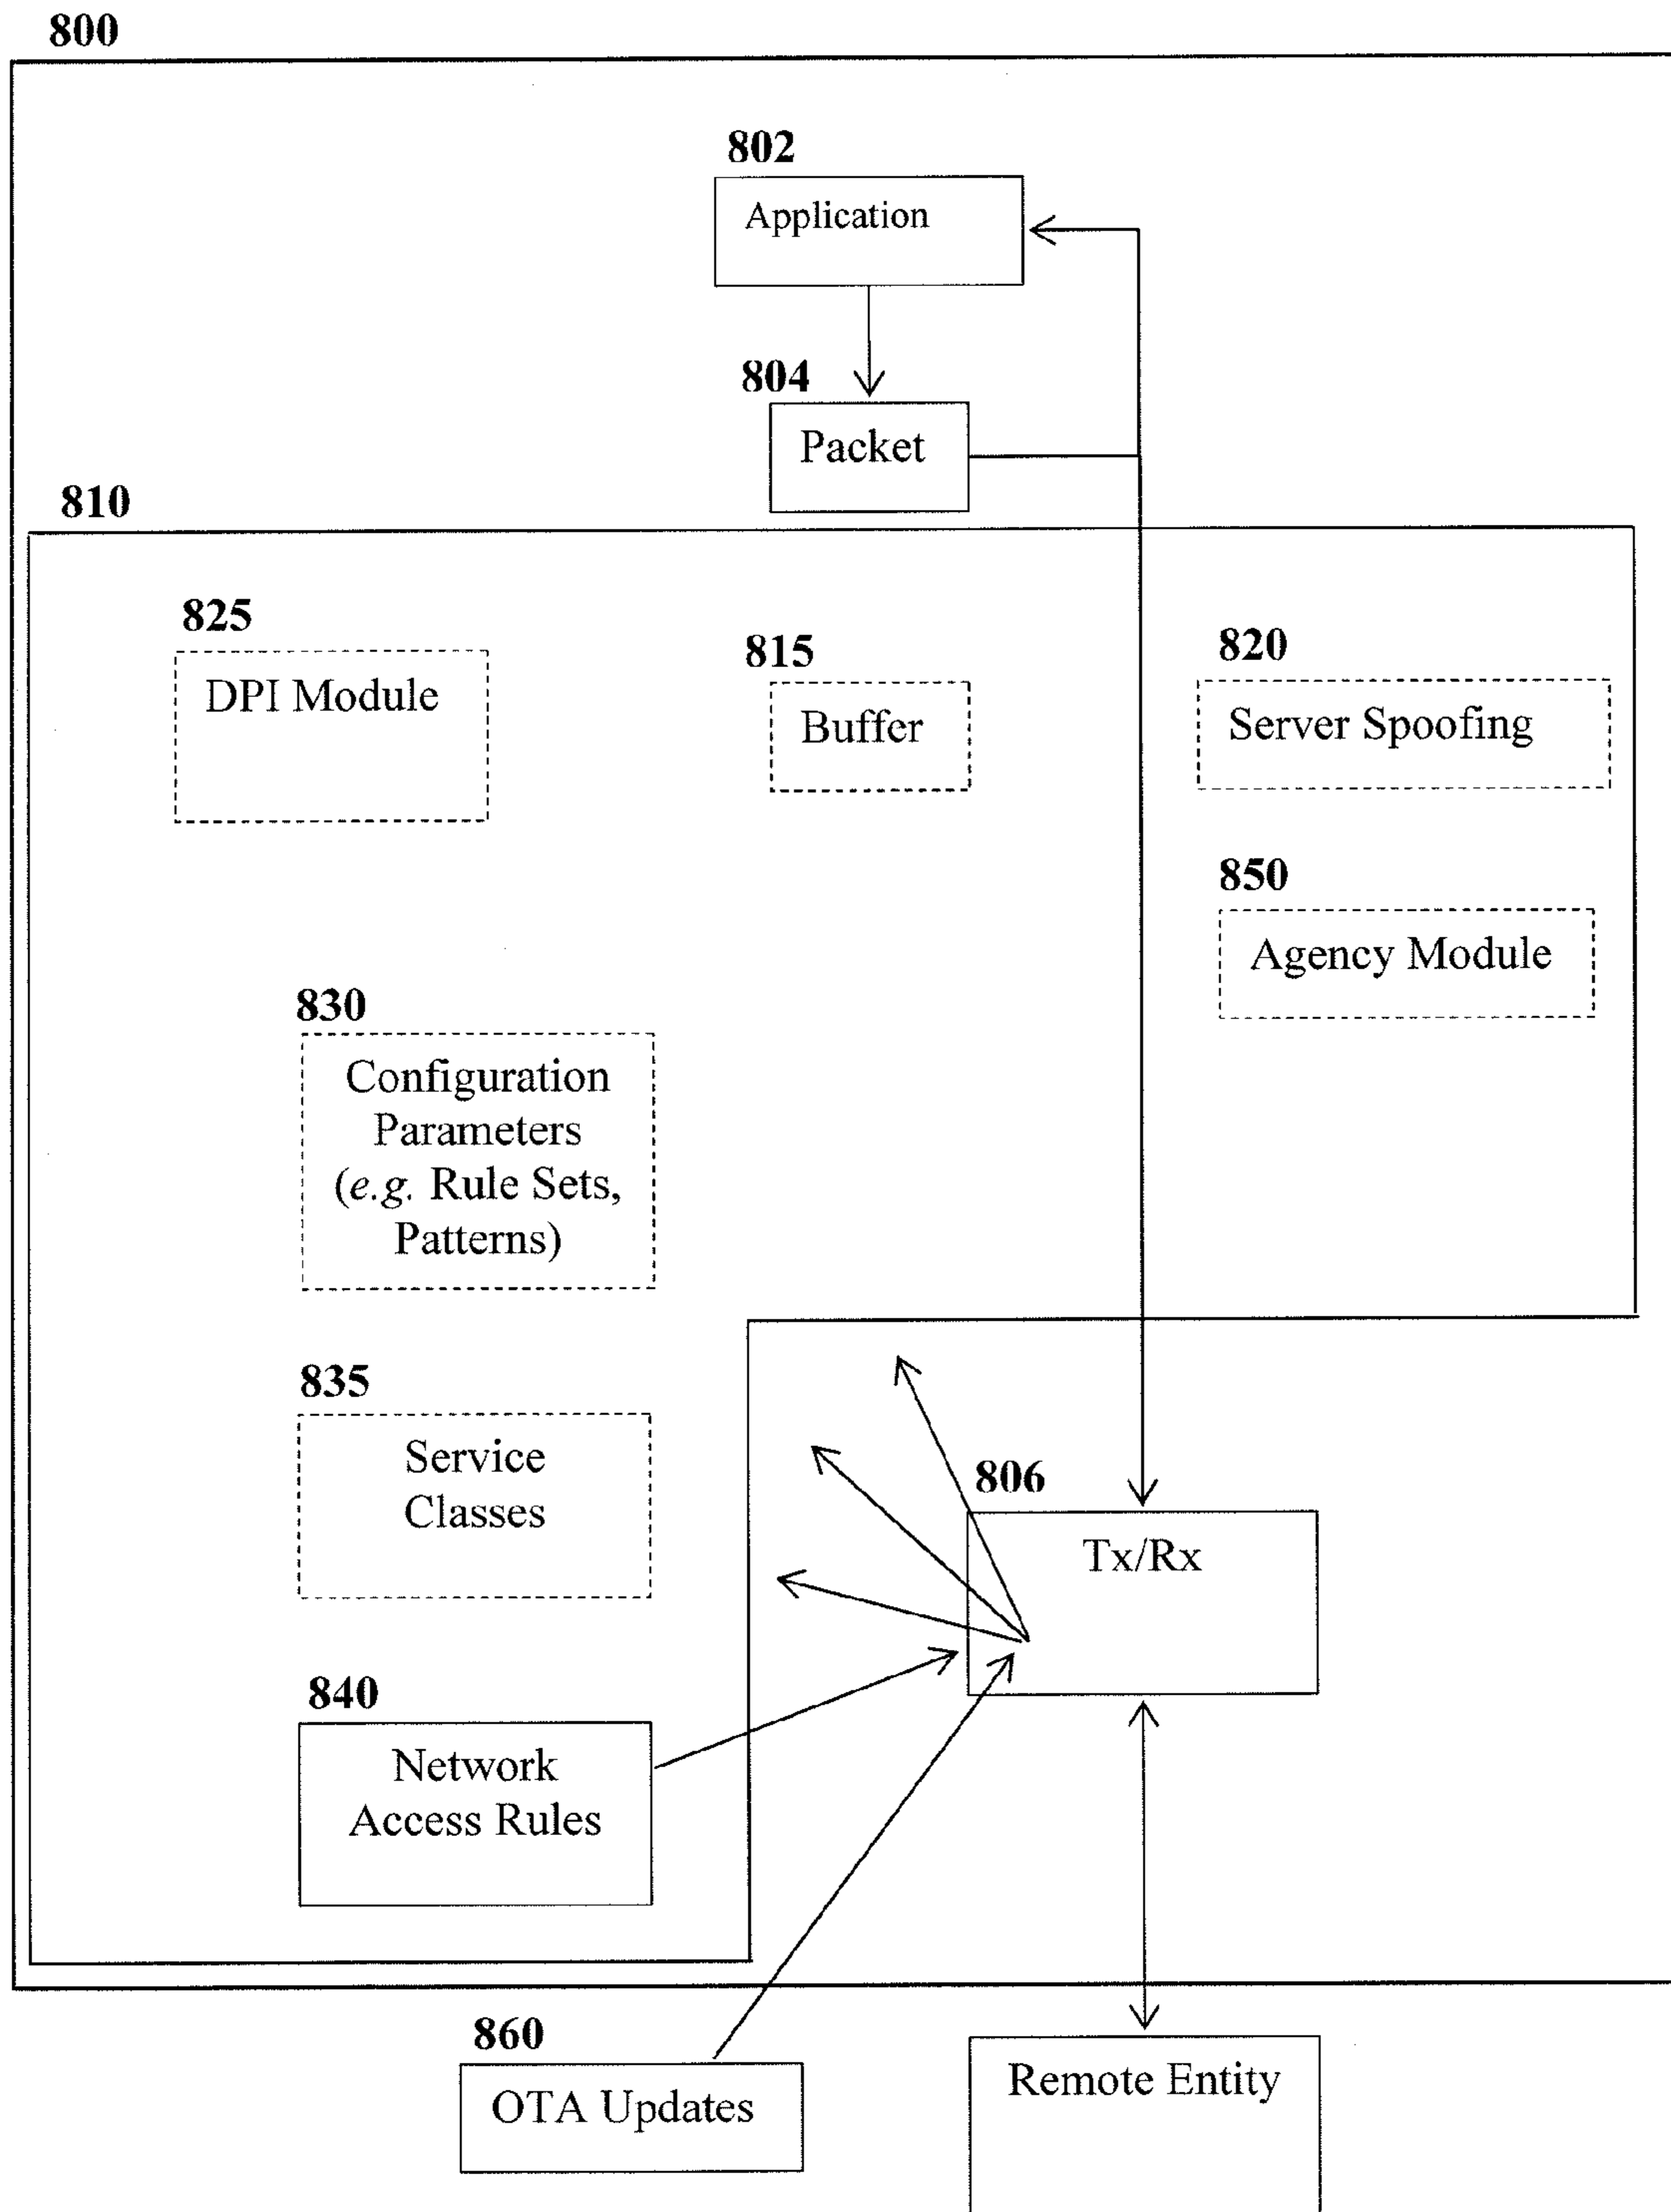 800
802
Application
804
Packet
810
825
DPI Module
815
Buffer
820
Server Spoofing
850
Agency Module
830
Configuration
Parameters
(e.g. Rule Sets,
Patterns)
835
Service
Classes
806
Tx/Rx
840
Network
Access Rules
860
OTA Updates
Remote Entity